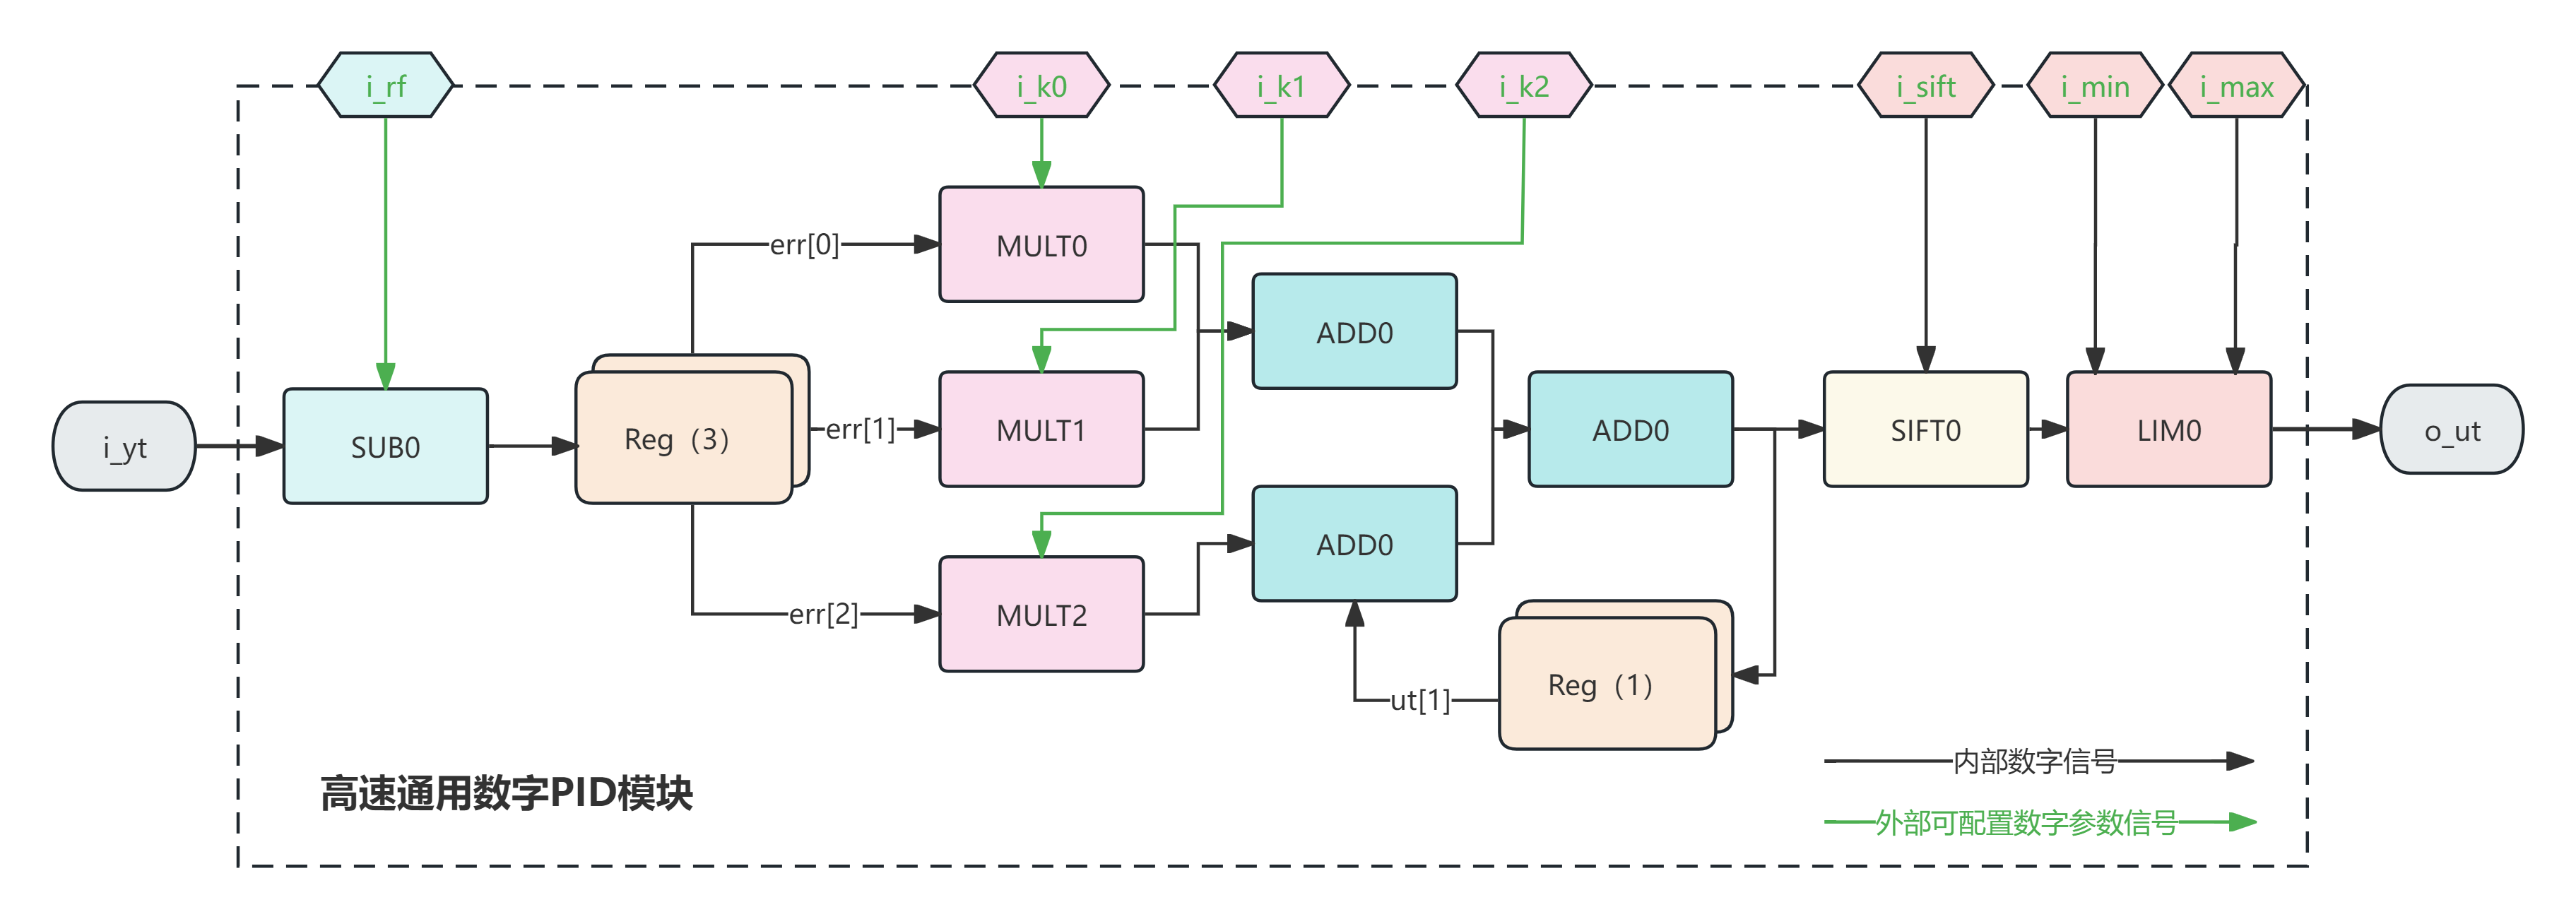 i_rf
i_k0
i_k1
i_k2
i_sift
i_min
i_max
err[0]
MULT0
ADD0
i_yt
SUB0
Reg（3）
err[1]
MULT1
ADD0
SIFT0
LIM0
o_ut
ADD0
err[2]
MULT2
Reg（1）
ut[1]
内部数字信号
高速通用数字PID模块
外部可配置数字参数信号